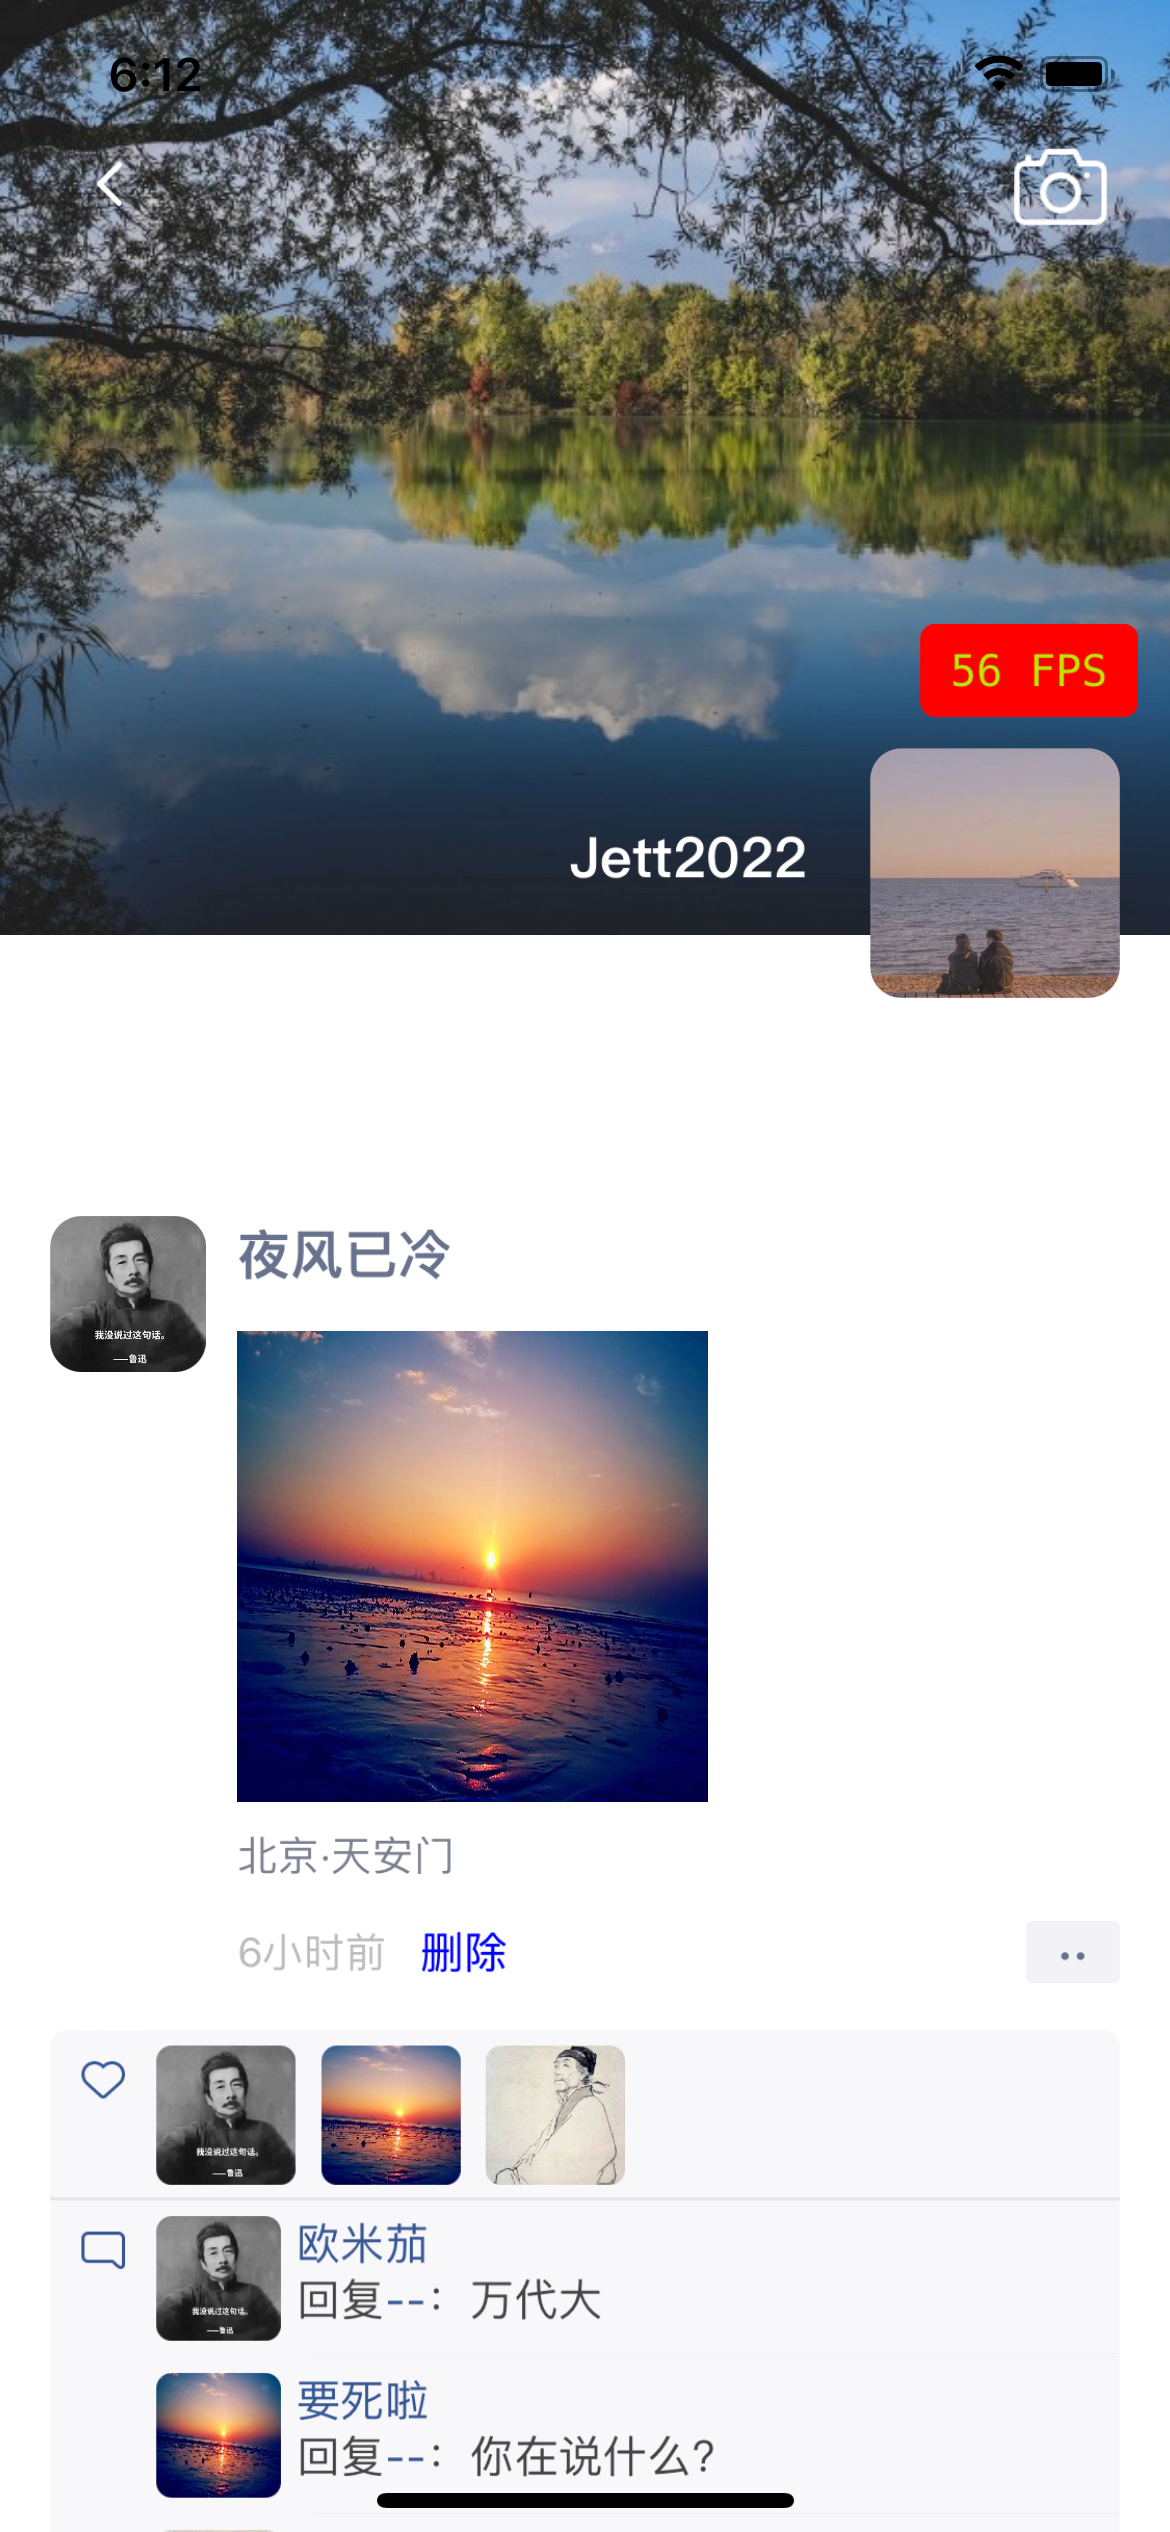 6:12
56 FPS
Jett2022
夜风已冷
我没说过这句话。
——鲁迅
北京·天安门
6小时前 删除
我没说过这句话。
——鲁迅
欧米茄
回复--：万代大
我没说过这句话。
——鲁迅
要死啦
回复--：你在说什么？